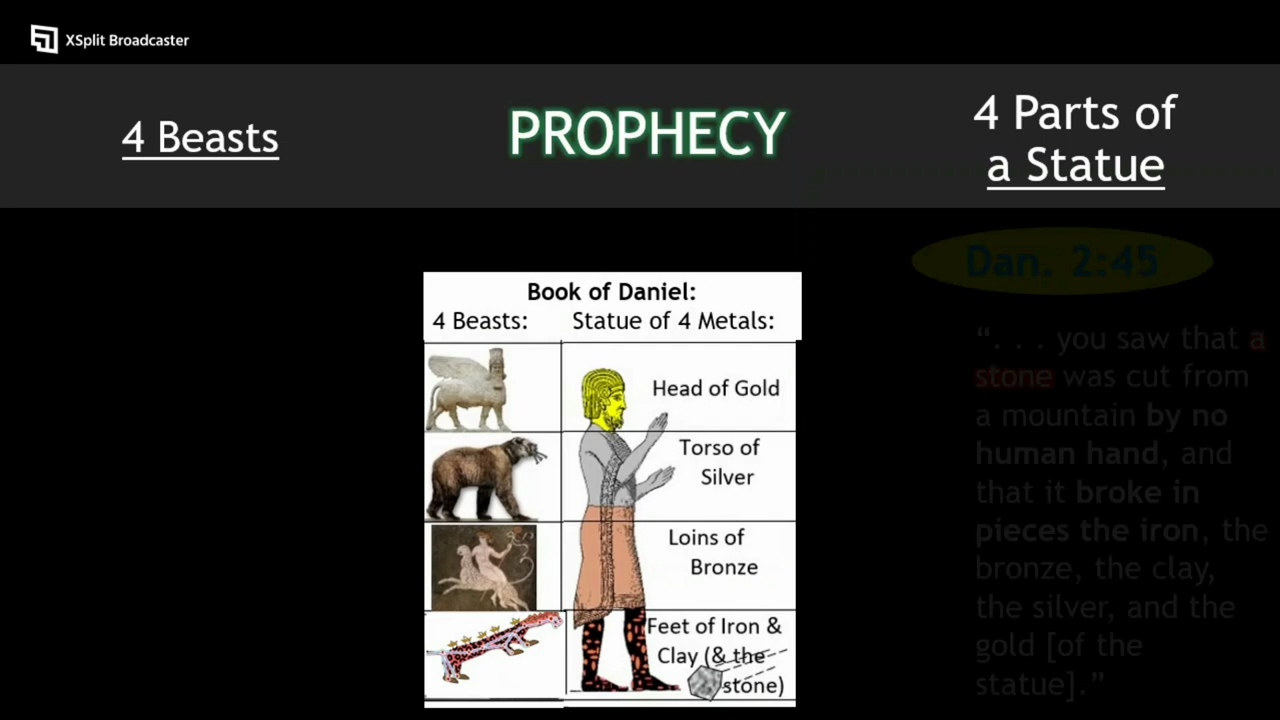 XSplit Broadcaster
4 Beasts
PROPHECY
4 Parts of
a Statue
Book of Daniel:
4 Beasts:
Statue of 4 Metals:
Head of Gold
Torso of
Silver
Loins of
Bronze
Feet of Iron &
Clay (& the
stone)
Dan. 2:45
“. . . you saw that a
stone was cut from
a mountain by no
human hand, and
that it broke in
pieces the iron, the
bronze, the clay,
the silver, and the
gold [of the
statue].”